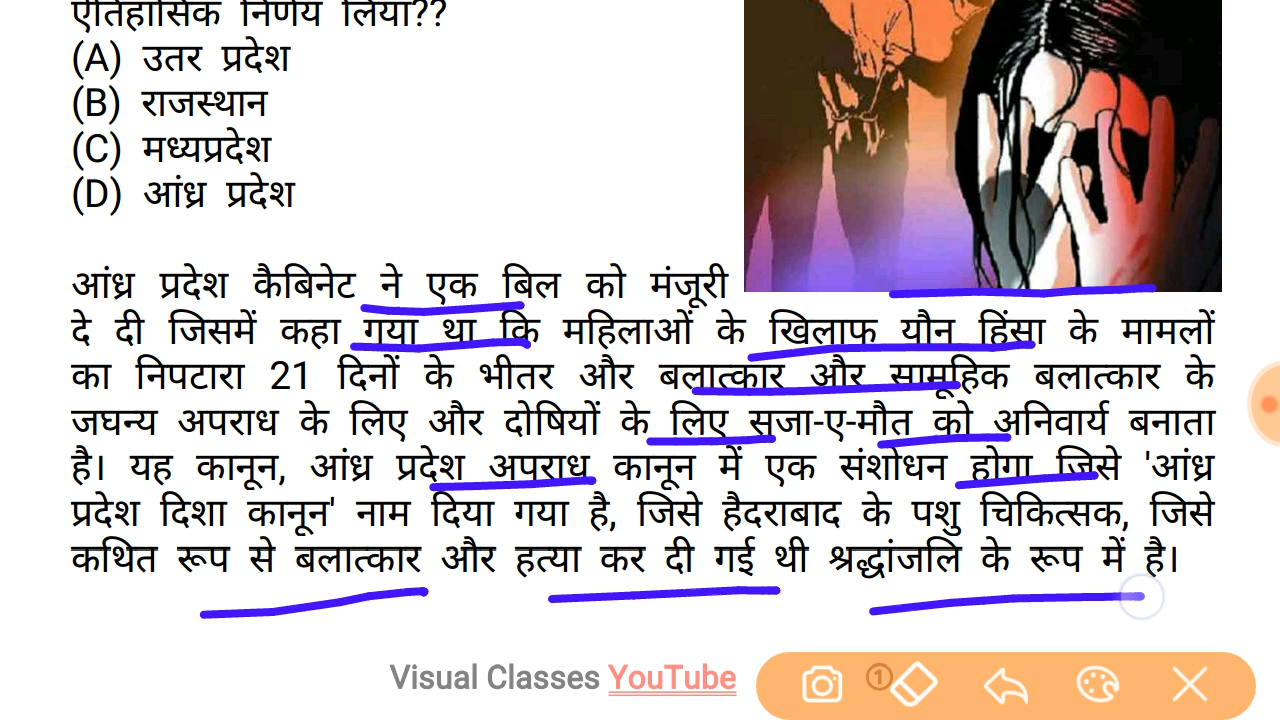 ऐतिहासिक निर्णय लिया??
(A) उतर प्रदेश
(B) राजस्थान
(C) मध्यप्रदेश
(D) आंध्र प्रदेश
आंध्र प्रदेश कैबिनेट ने एक बिल को मंजूरी
दे दी जिसमें कहा गया था कि महिलाओं के खिलाफ यौन हिंसा के मामलों
का निपटारा 21 दिनों के भीतर और बलात्कार और सामूहिक बलात्कार के
जघन्य अपराध के लिए और दोषियों के लिए सजा-ए-मौत को अनिवार्य बनाता
है। यह कानून, आंध्र प्रदेश अपराध कानून में एक संशोधन होगा जिसे 'आंध्र
प्रदेश दिशा कानून' नाम दिया गया है, जिसे हैदराबाद के पशु चिकित्सक, जिसे
कथित रूप से बलात्कार और हत्या कर दी गई थी श्रद्धांजलि के रूप में है।
Visual Classes YouTube
1